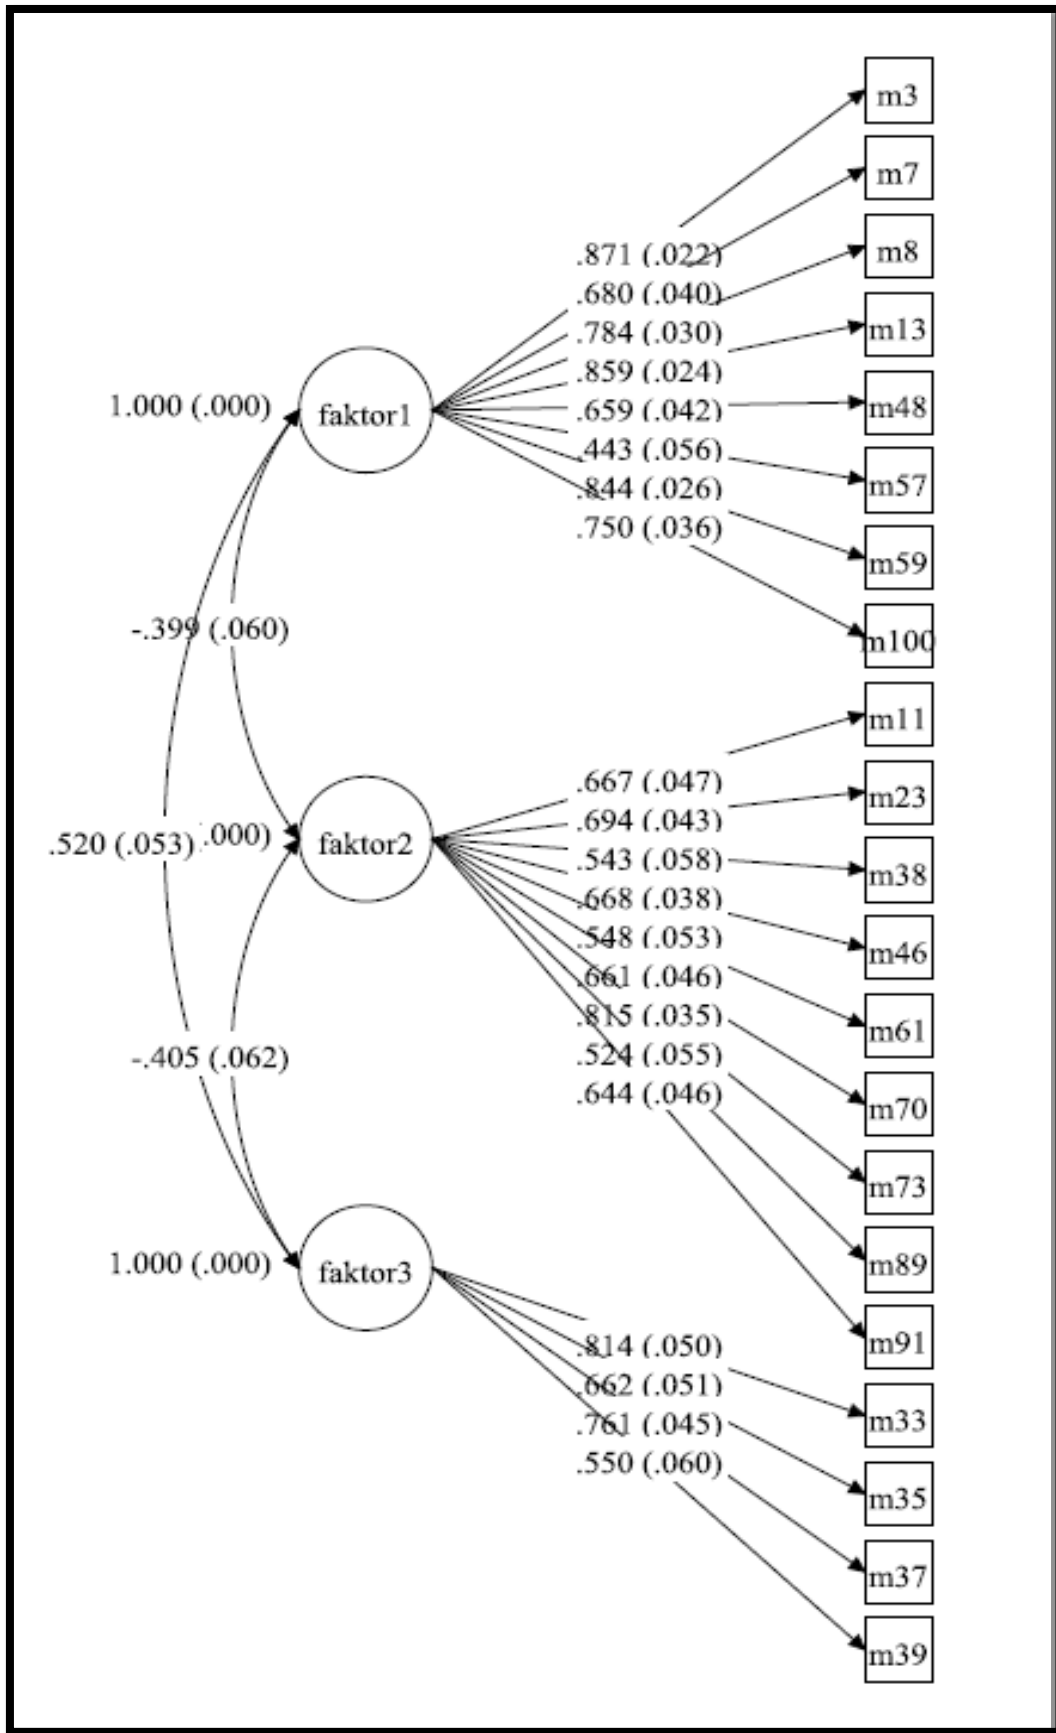 m3
m7
m8
m13
m48
m57
m59
m100
.871 (.022)
.680 (.040)
.784 (.030)
.859 (.024)
.659 (.042)
.443 (.056)
.844 (.026)
.750 (.036)
1.000 (.000)
faktor1
-.399 (.060)
m11
m23
m38
m46
m61
m70
m73
m89
m91
.667 (.047)
.694 (.043)
.543 (.058)
.668 (.038)
.548 (.053)
.661 (.046)
.815 (.035)
.524 (.055)
.644 (.046)
.520 (.053)
.000)
faktor2
-.405 (.062)
1.000 (.000)
faktor3
.814 (.050)
.662 (.051)
.761 (.045)
.550 (.060)
m33
m35
m37
m39